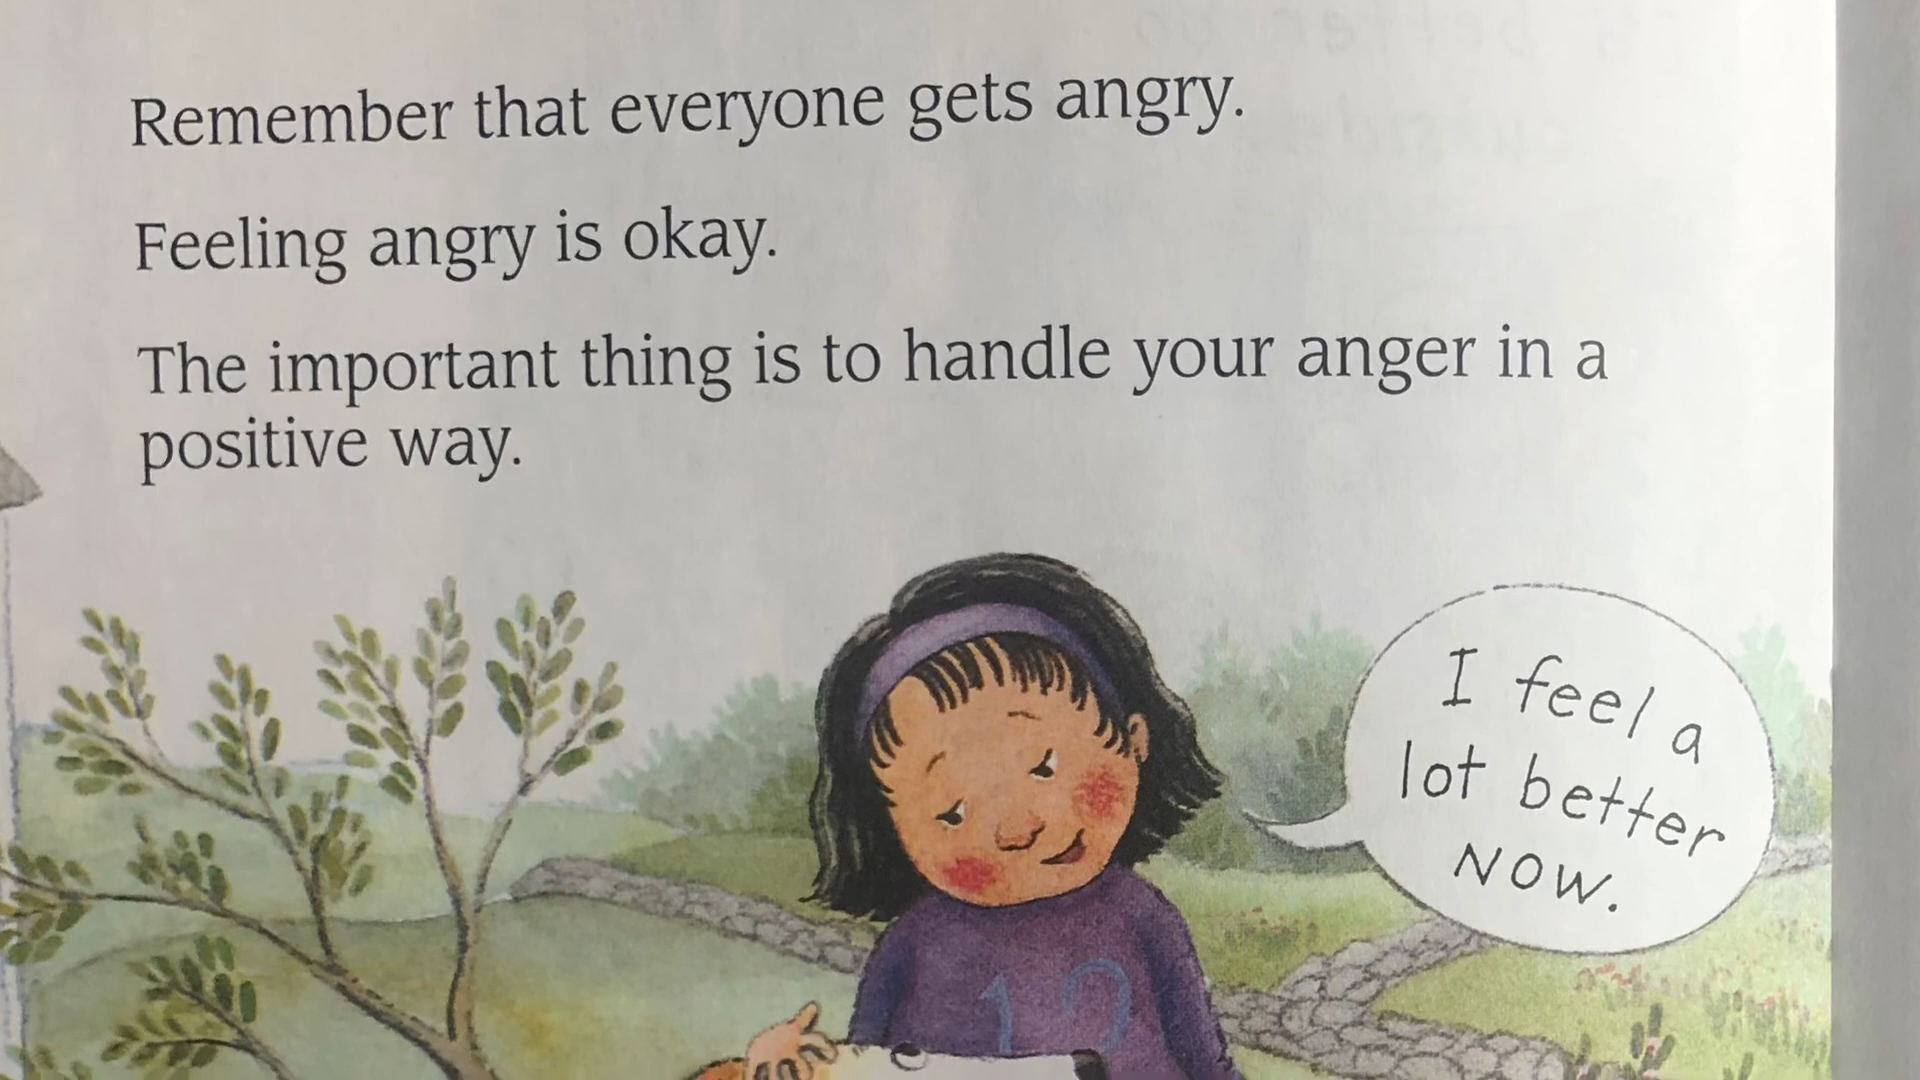 Remember that everyone gets angry.
Feeling angry is okay.
The important thing is to handle your anger in a
positive way.
I feel a
lot better
now.